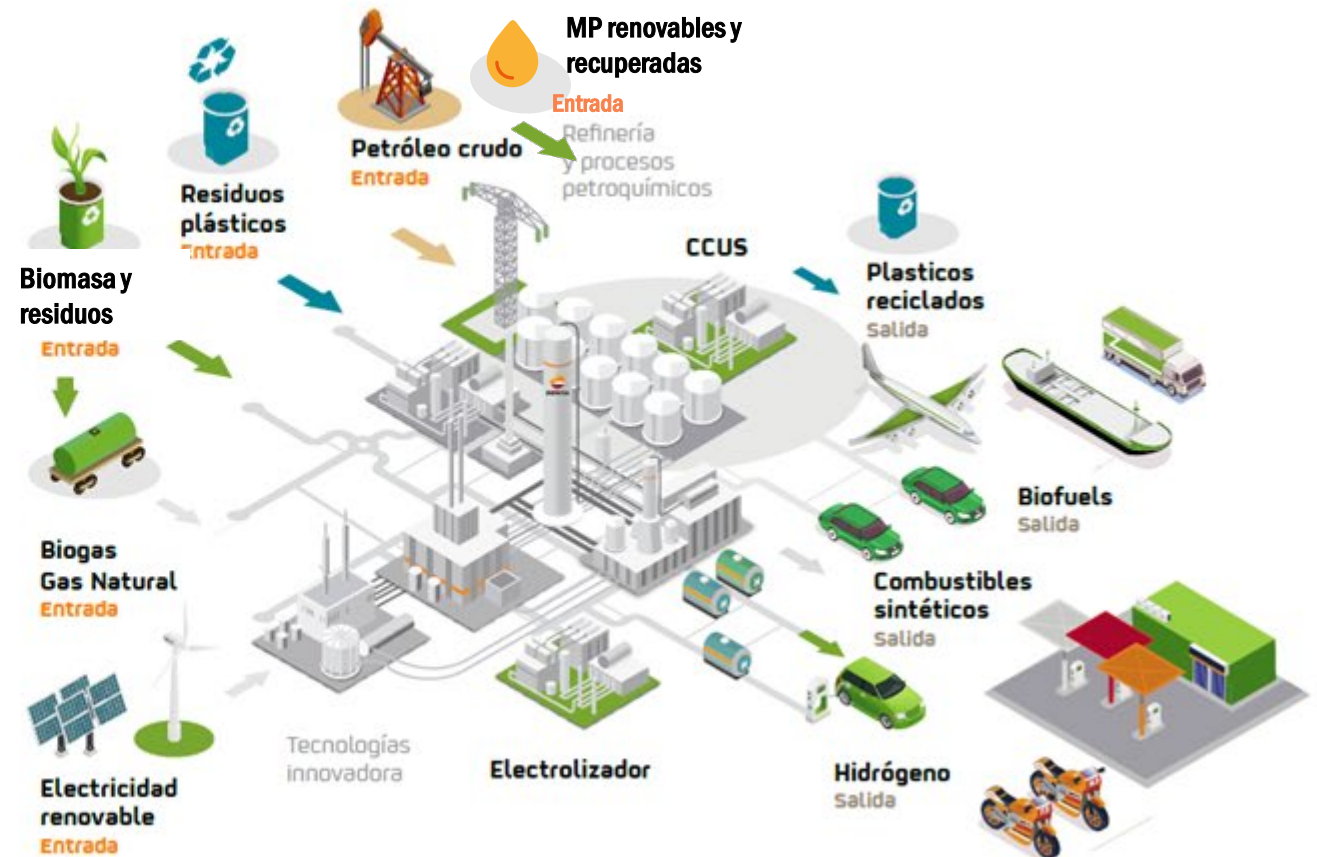 MP renovables y
recuperadas
Entrada
Refinería
y procesos
petroquímicos
Petróleo crudo
Entrada
Residuos
plásticos
Entrada
Biomasa y
residuos
Entrada
CCUS
Plasticos
reciclados
Salida
Biofuels
Salida
Biogas
Gas Natural
Entrada
Combustibles
sintéticos
Salida
Tecnologías
innovadora
Electrolizador
Hidrógeno
Salida
Electricidad
renovable
Entrada